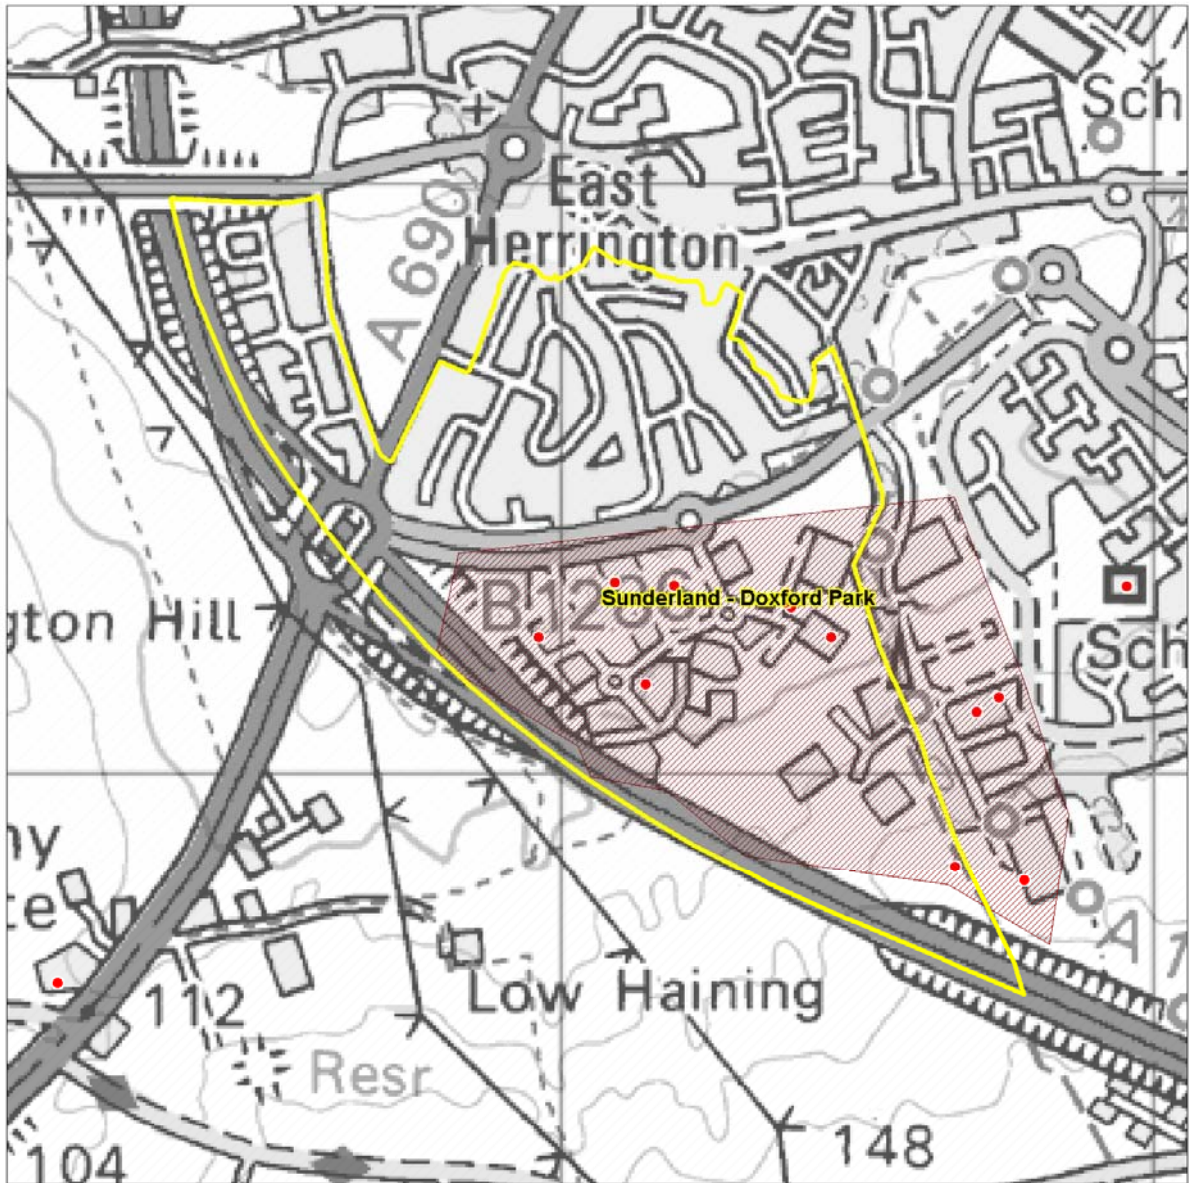 Sch
East
Herrington
A 690
B1286
Sunderland - Doxford Park
gton Hill
Sch
ny
te
A 1
112
Low Haining
Resr
148
104